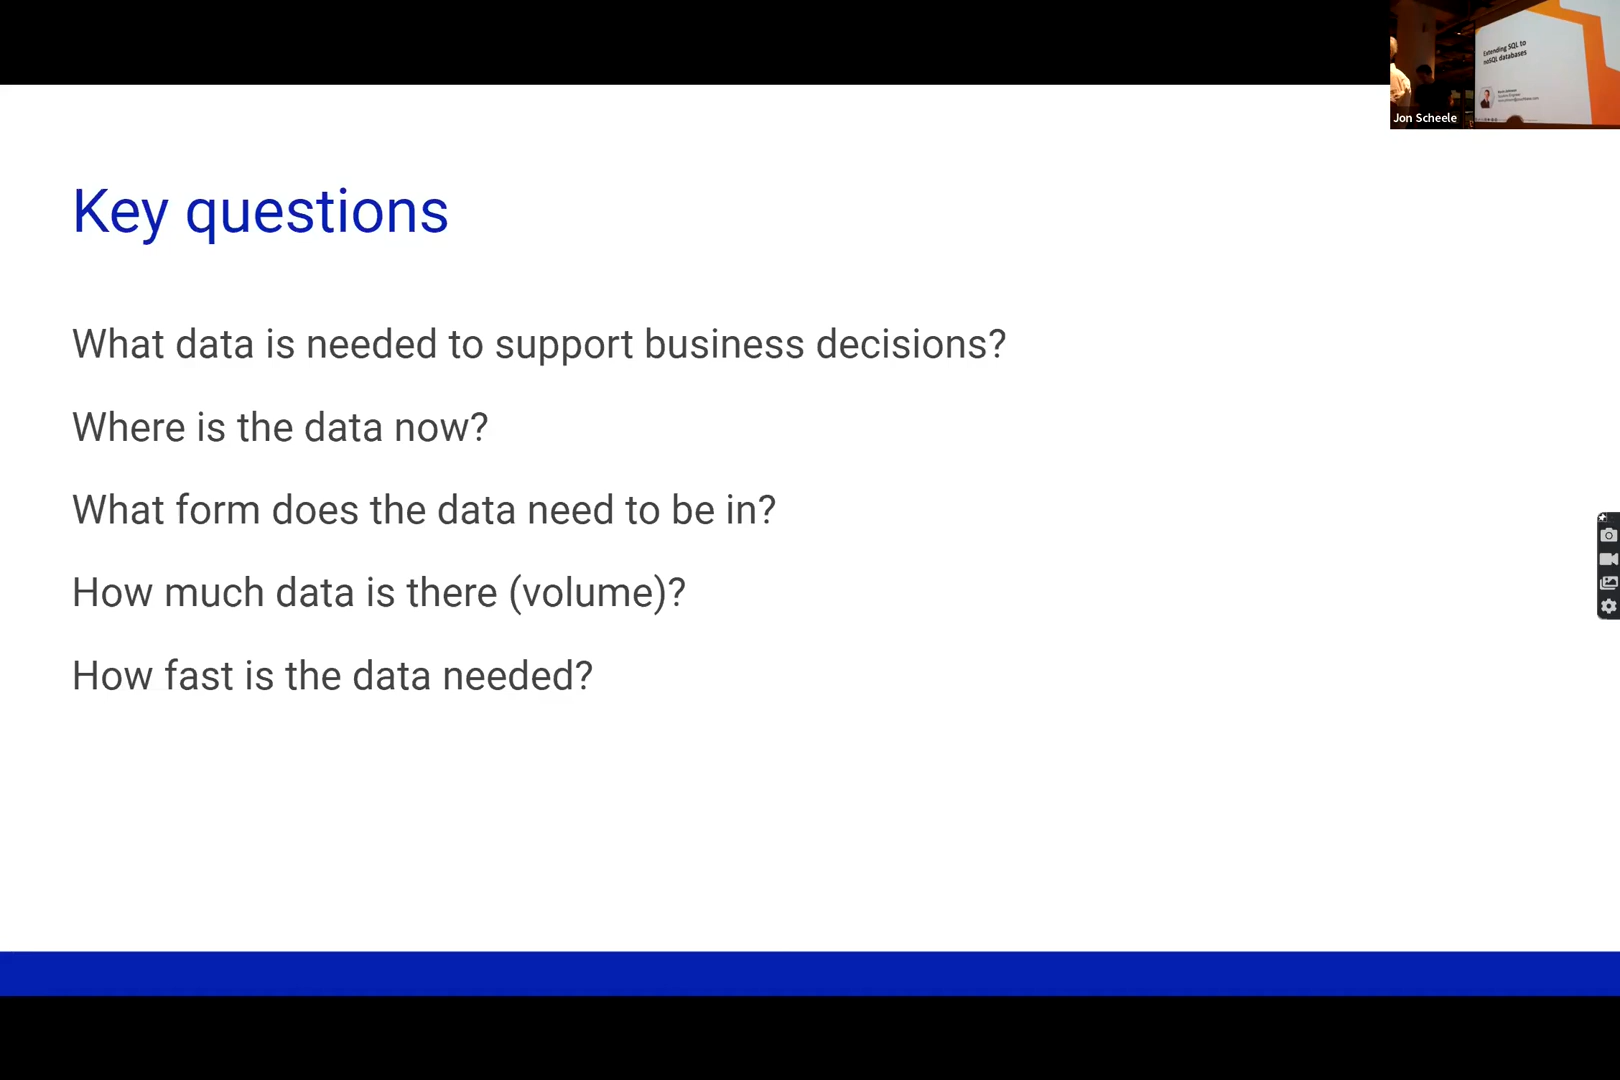 Extending SQL to
noSQL databases
Jon Scheele
Key questions
What data is needed to support business decisions?
Where is the data now?
What form does the data need to be in?
How much data is there (volume)?
How fast is the data needed?